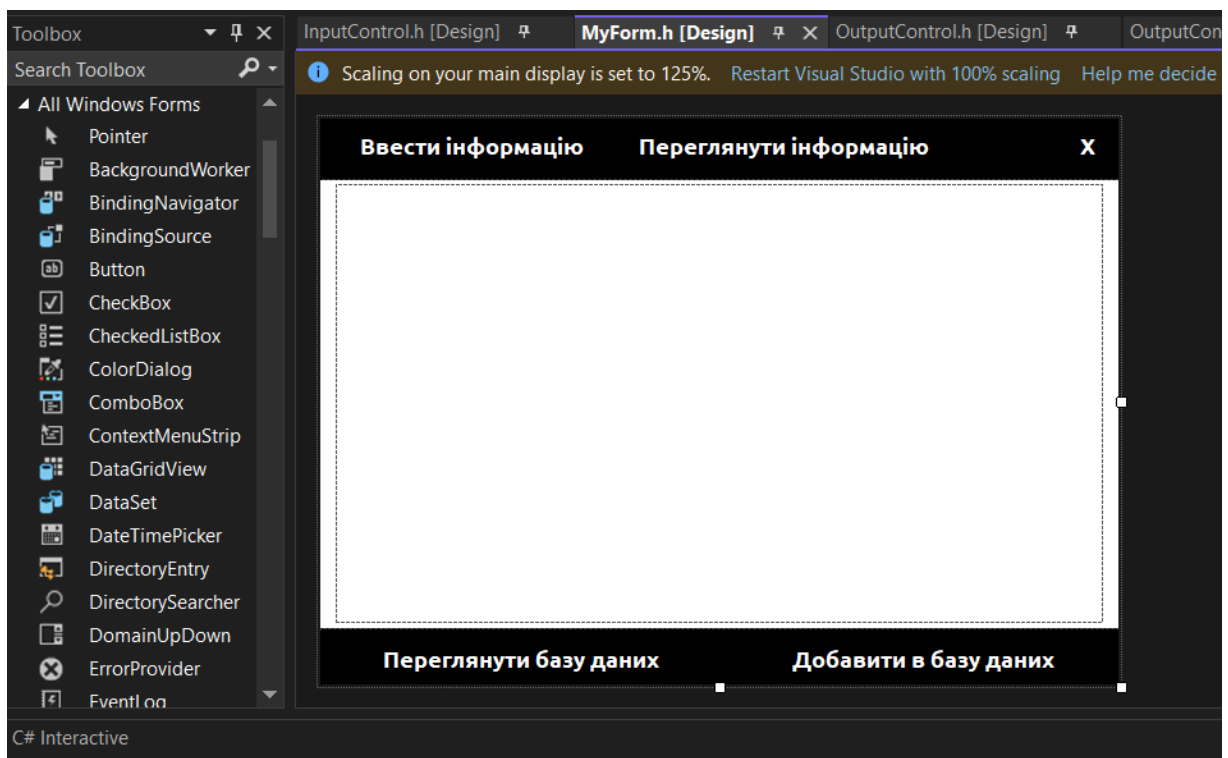 Toolbox
InputControl.h [Design]
MyForm.h [Design]
OutputControl.h [Design]
OutputCon
Search Toolbox
Scaling on your main display is set to 125%. Restart Visual Studio with 100% scaling Help me decide
All Windows Forms
Pointer
BackgroundWorker
BindingNavigator
BindingSource
Button
CheckBox
CheckedListBox
ColorDialog
ComboBox
ContextMenuStrip
DataGridView
DataSet
DateTimePicker
DirectoryEntry
DirectorySearcher
DomainUpDown
ErrorProvider
EventLog
Ввести інформацію
Переглянути інформацію
X
Переглянути базу даних
Добавити в базу даних
C# Interactive